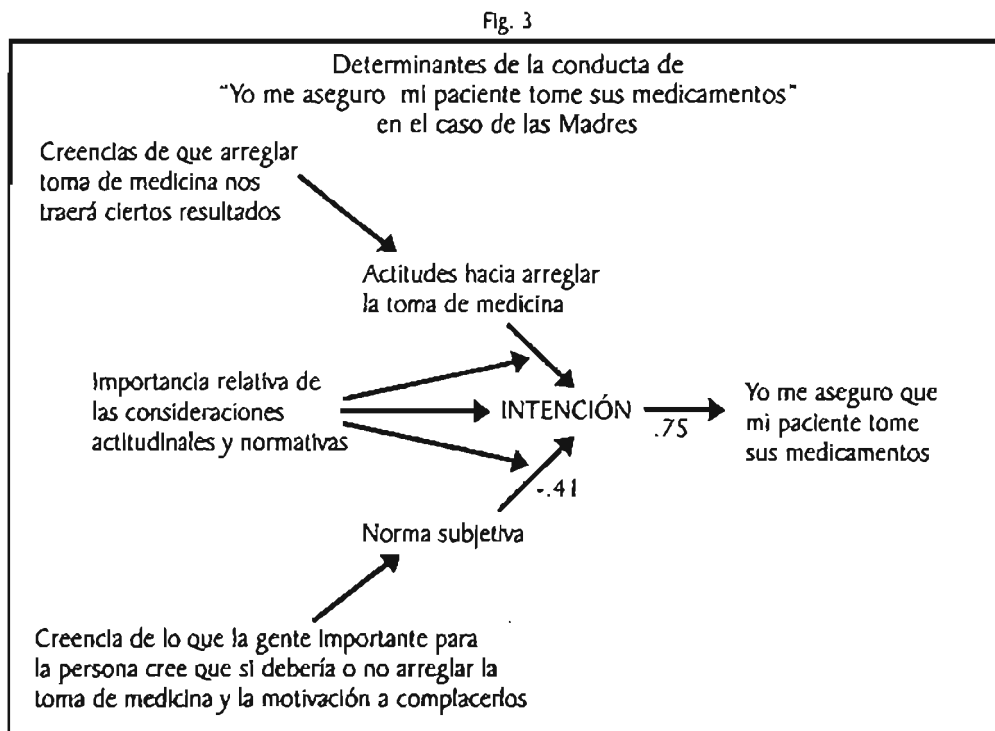 Fig. 3
Determinantes de la conducta de
"Yo me aseguro mi paciente tome sus medicamentos"
en el caso de las Madres
Creencias de que arreglar
toma de medicina nos
traerá ciertos resultados
Actitudes hacia arreglar
la toma de medicina
Importancia relativa de
las consideraciones
actitudinales y normativas
INTENCIÓN
.75
Yo me aseguro que
mi paciente tome
sus medicamentos
-.41
Norma subjetiva
Creencia de lo que la gente importante para
la persona cree que si debería o no arreglar la
toma de medicina y la motivación a complacerlos